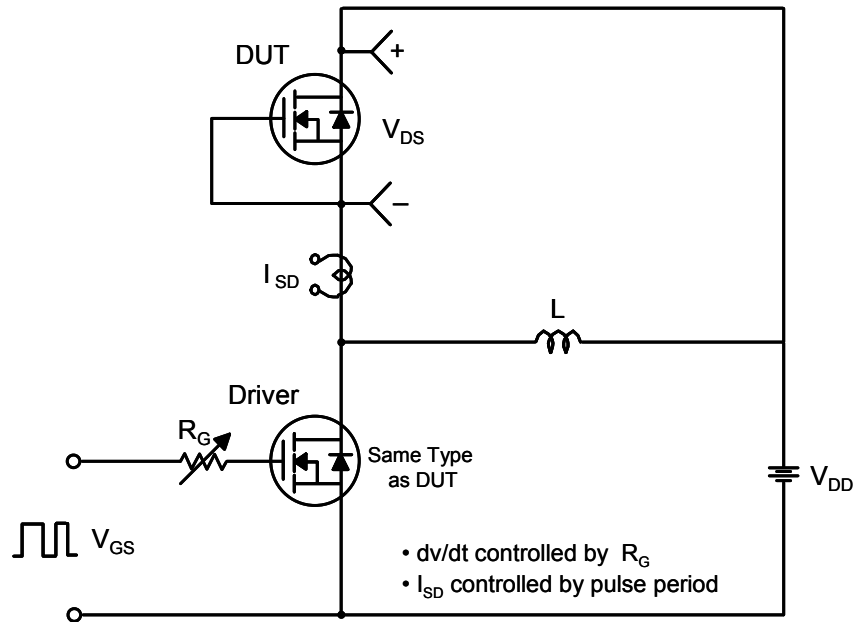 DUT
+
V_DS
−
I_SD
L
Driver
R_G
Same Type
as DUT
V_DD
V_GS
• dv/dt controlled by R_G
• I_SD controlled by pulse period